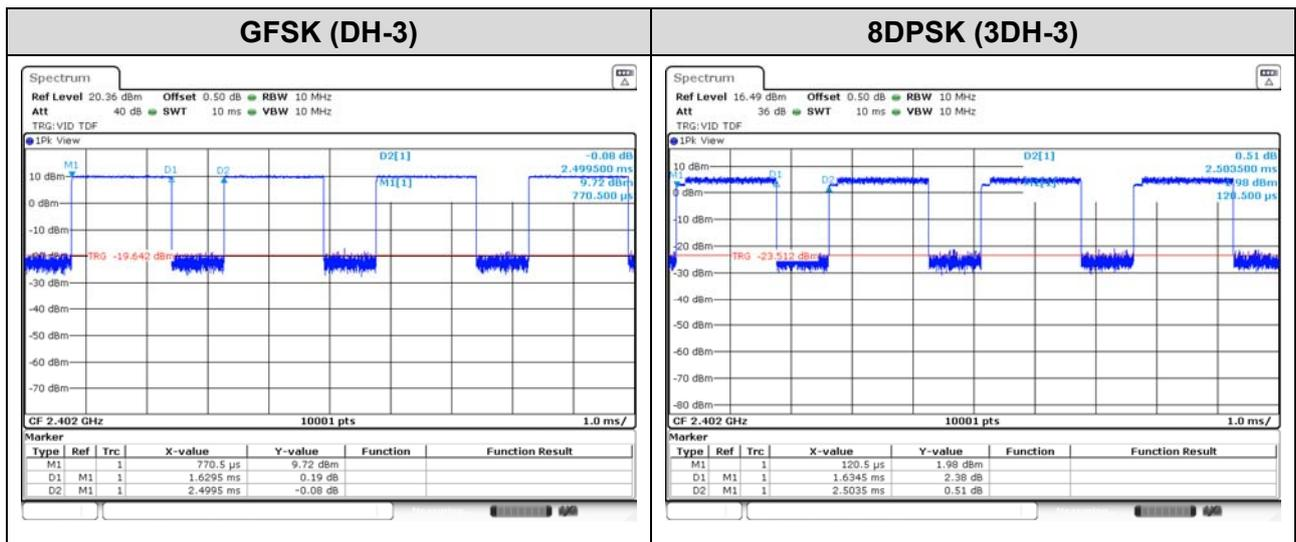 GFSK (DH-3)
8DPSK (3DH-3)
Spectrum
Ref Level 20.36 dBm Offset 0.50 dB RBW 10 MHz
Att 40 dB SWT 10 ms VBW 10 MHz
TRG:VID TDF
1Pk View
D2[1] -0.08 dB
2.499500 ms
M1[1] 9.72 dBm
770.500 µs
M1
D1
D2
10 dBm
0 dBm
-10 dBm
TRG -19.642 dBm
-30 dBm
-40 dBm
-50 dBm
-60 dBm
-70 dBm
CF 2.402 GHz 10001 pts 1.0 ms/
Marker
Type Ref Trc X-value Y-value Function Function Result
M1 1 770.5 µs 9.72 dBm
D1 M1 1 1.6295 ms 0.19 dB
D2 M1 1 2.4995 ms -0.08 dB
Spectrum
Ref Level 16.49 dBm Offset 0.50 dB RBW 10 MHz
Att 36 dB SWT 10 ms VBW 10 MHz
TRG:VID TDF
1Pk View
D2[1] 0.51 dB
2.503500 ms
.98 dBm
120.500 µs
10 dBm
M1
D1
D2
0 dBm
-10 dBm
-20 dBm
TRG -23.512 dBm
-30 dBm
-40 dBm
-50 dBm
-60 dBm
-70 dBm
-80 dBm
CF 2.402 GHz 10001 pts 1.0 ms/
Marker
Type Ref Trc X-value Y-value Function Function Result
M1 1 120.5 µs 1.98 dBm
D1 M1 1 1.6345 ms 2.38 dB
D2 M1 1 2.5035 ms 0.51 dB